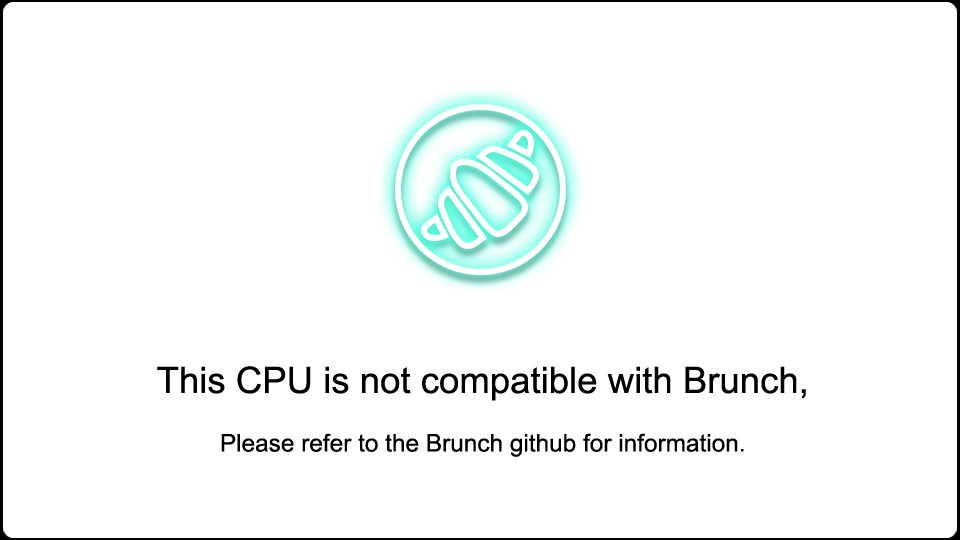 This CPU is not compatible with Brunch,
Please refer to the Brunch github for information.